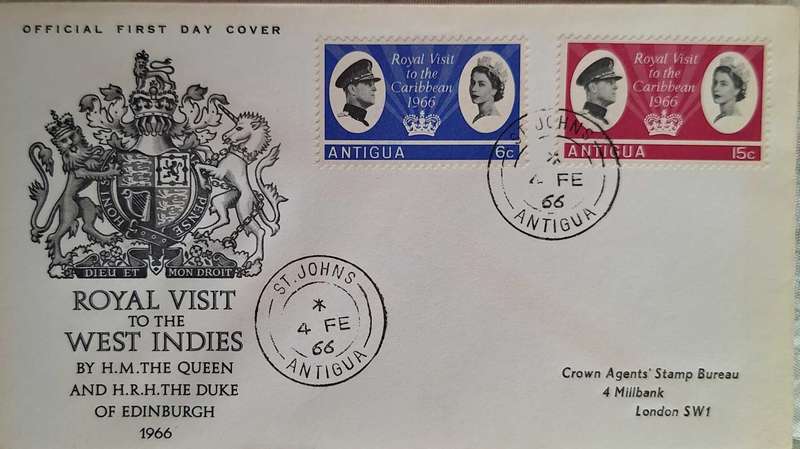 OFFICIAL FIRST DAY COVER
Royal Visit
to the
Caribbean
1966
ANTIGUA 6c
Royal Visit
to the
Caribbean
1966
ANTIGUA 15c
ST. JOHNS
*
4 FE
66
ANTIGUA
HONI
PENSE
DIEU ET MON DROIT
ROYAL VISIT
TO THE
WEST INDIES
BY H.M.THE QUEEN
AND H.R.H.THE DUKE
OF EDINBURGH
1966
ST. JOHNS
*
4 FE
66
ANTIGUA
Crown Agents' Stamp Bureau
4 Millbank
London SW1